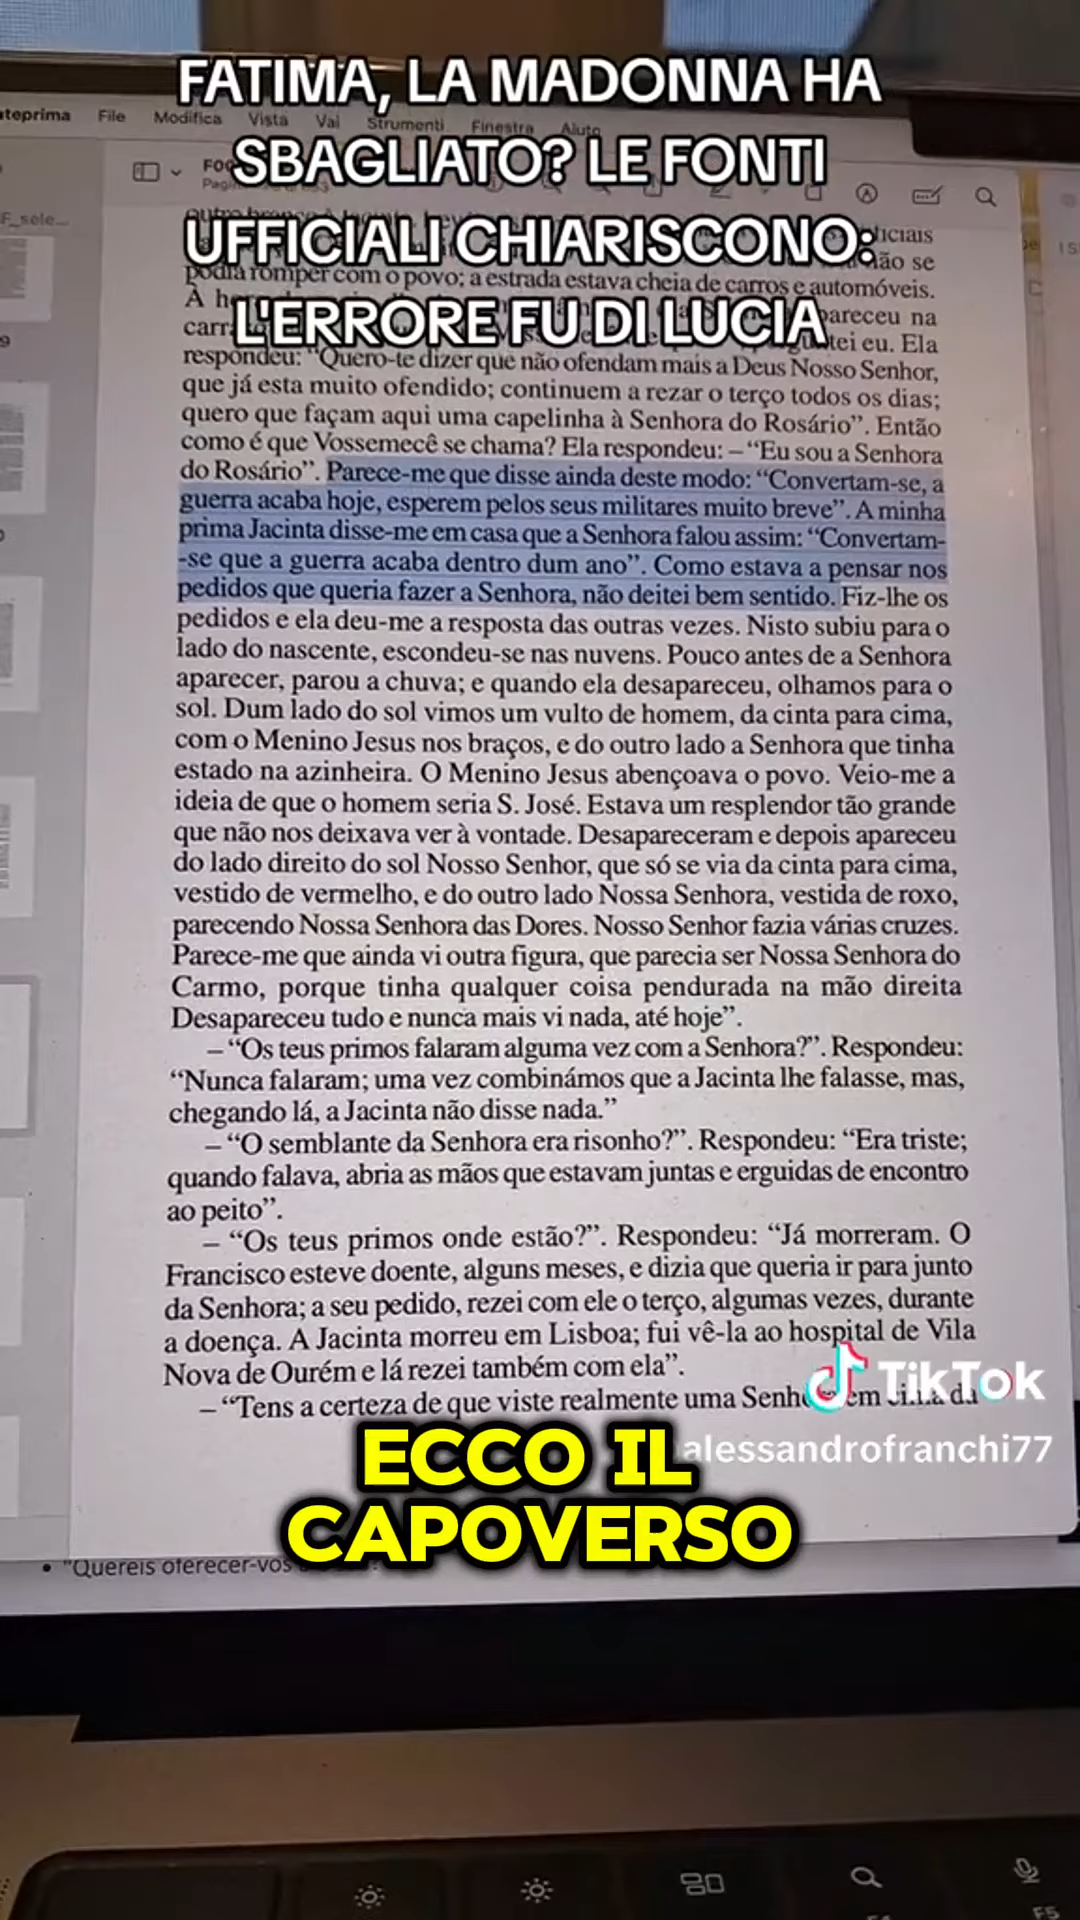 FATIMA, LA MADONNA HA
SBAGLIATO? LE FONTI
UFFICIALI CHIARISCONO:
L'ERRORE FU DI LUCIA
File Modifica Vista Vai Strumenti Finestra Aiuto
não se
podia romper com o povo; a estrada estava cheia de carros e automóveis.
pareceu na
tei eu. Ela
respondeu: "Quero-te dizer que não ofendam mais a Deus Nosso Senhor,
que já esta muito ofendido; continuem a rezar o terço todos os dias;
quero que façam aqui uma capelinha à Senhora do Rosário". Então
como é que Vossemecê se chama? Ela respondeu: – "Eu sou a Senhora
do Rosário". Parece-me que disse ainda deste modo: "Convertam-se, a
guerra acaba hoje, esperem pelos seus militares muito breve". A minha
prima Jacinta disse-me em casa que a Senhora falou assim: "Convertam-
-se que a guerra acaba dentro dum ano". Como estava a pensar nos
pedidos que queria fazer a Senhora, não deitei bem sentido. Fiz-lhe os
pedidos e ela deu-me a resposta das outras vezes. Nisto subiu para o
lado do nascente, escondeu-se nas nuvens. Pouco antes de a Senhora
aparecer, parou a chuva; e quando ela desapareceu, olhamos para o
sol. Dum lado do sol vimos um vulto de homem, da cinta para cima,
com o Menino Jesus nos braços, e do outro lado a Senhora que tinha
estado na azinheira. O Menino Jesus abençoava o povo. Veio-me a
ideia de que o homem seria S. José. Estava um resplendor tão grande
que não nos deixava ver à vontade. Desapareceram e depois apareceu
do lado direito do sol Nosso Senhor, que só se via da cinta para cima,
vestido de vermelho, e do outro lado Nossa Senhora, vestida de roxo,
parecendo Nossa Senhora das Dores. Nosso Senhor fazia várias cruzes.
Parece-me que ainda vi outra figura, que parecia ser Nossa Senhora do
Carmo, porque tinha qualquer coisa pendurada na mão direita
Desapareceu tudo e nunca mais vi nada, até hoje".
– "Os teus primos falaram alguma vez com a Senhora?". Respondeu:
"Nunca falaram; uma vez combinámos que a Jacinta lhe falasse, mas,
chegando lá, a Jacinta não disse nada."
– "O semblante da Senhora era risonho?". Respondeu: "Era triste;
quando falava, abria as mãos que estavam juntas e erguidas de encontro
ao peito".
– "Os teus primos onde estão?". Respondeu: "Já morreram. O
Francisco esteve doente, alguns meses, e dizia que queria ir para junto
da Senhora; a seu pedido, rezei com ele o terço, algumas vezes, durante
a doença. A Jacinta morreu em Lisboa; fui vê-la ao hospital de Vila
Nova de Ourém e lá rezei também com ela".
– "Tens a certeza de que viste realmente uma
TikTok
alessandrofranchi77
ECCO IL
CAPOVERSO
• "Quereis oferecer-vos
F5